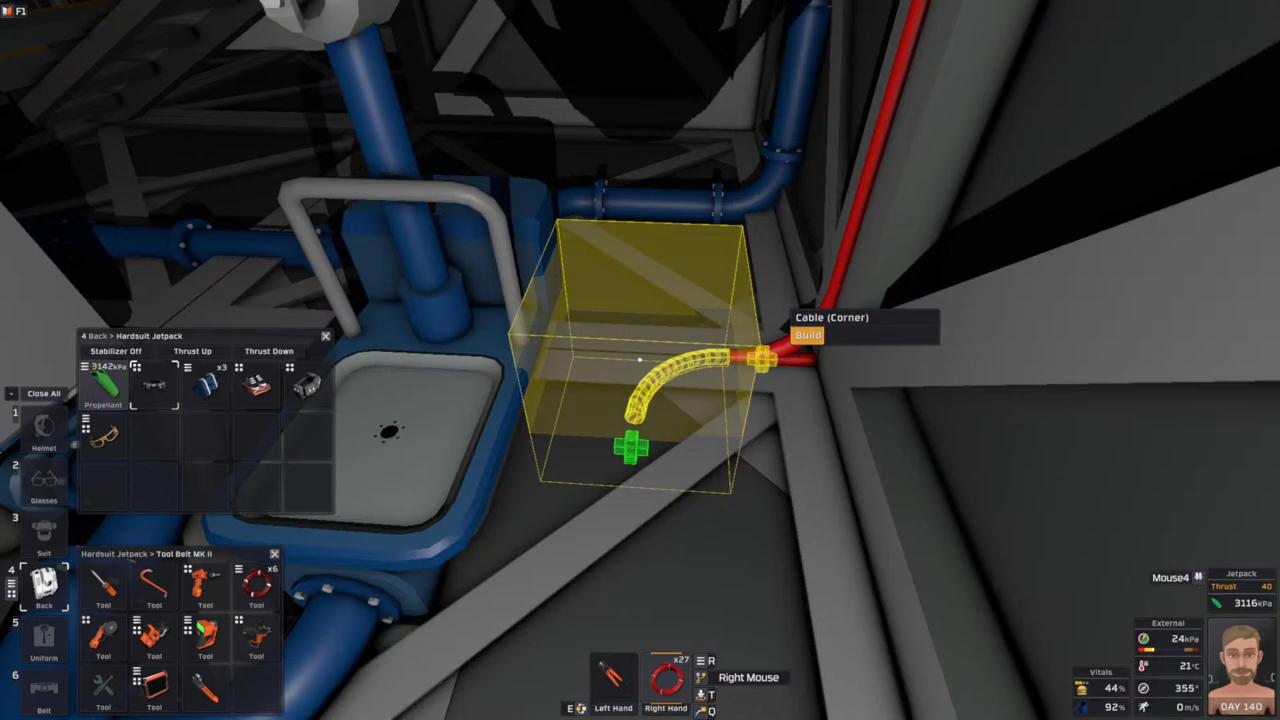 F1
Cable (Corner)
Build
4 Back > Hardsuit Jetpack
Stabilizer Off Thrust Up Thrust Down
3142kPa
x3
Propellant
Close All
1
Helmet
2
Glasses
3
Suit
4
Back
5
Uniform
6
Belt
Hardsuit Jetpack > Tool Belt MK II
x6
Tool Tool Tool Tool
Tool Tool Tool Tool
Tool Tool Tool
E Left Hand
x27
Right Hand
R
Right Mouse
T
Q
Mouse4
Jetpack
Thrust 40
3116kPa
External
24kPa
21°C
355°
0m/s
Vitals
44%
92%
DAY 140